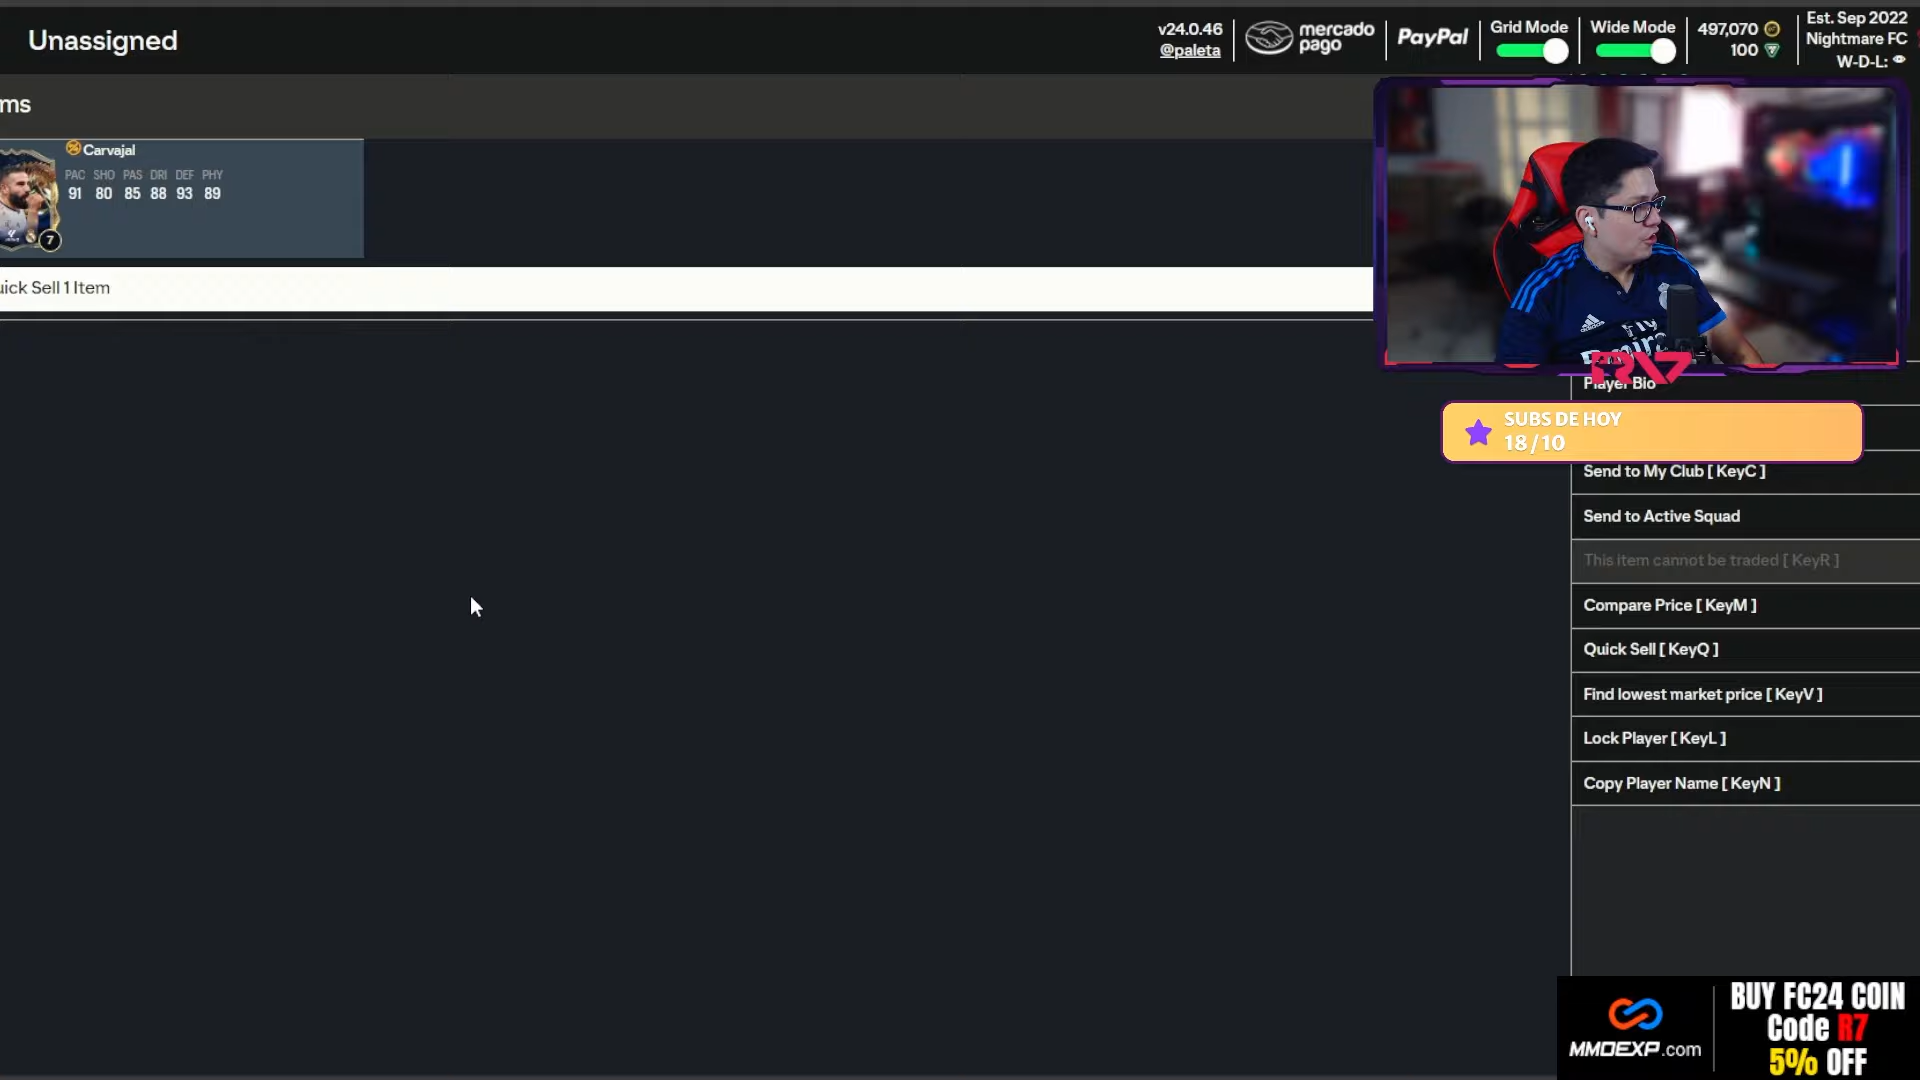 Unassigned
v24.0.46
@paleta
mercado
pago
PayPal
Grid Mode
Wide Mode
497,070
100
Est. Sep 2022
Nightmare FC
W-D-L:
ms
Carvajal
PAC SHO PAS DRI DEF PHY
91 80 85 88 93 89
7
uick Sell 1 Item
adidas
Fly
Emirates
R7
Player Bio
SUBS DE HOY
18/10
Send to My Club [ KeyC ]
Send to Active Squad
This item cannot be traded [ KeyR ]
Compare Price [ KeyM ]
Quick Sell [ KeyQ ]
Find lowest market price [ KeyV ]
Lock Player [ KeyL ]
Copy Player Name [ KeyN ]
MMOEXP.com
BUY FC24 COIN
Code R7
5% OFF